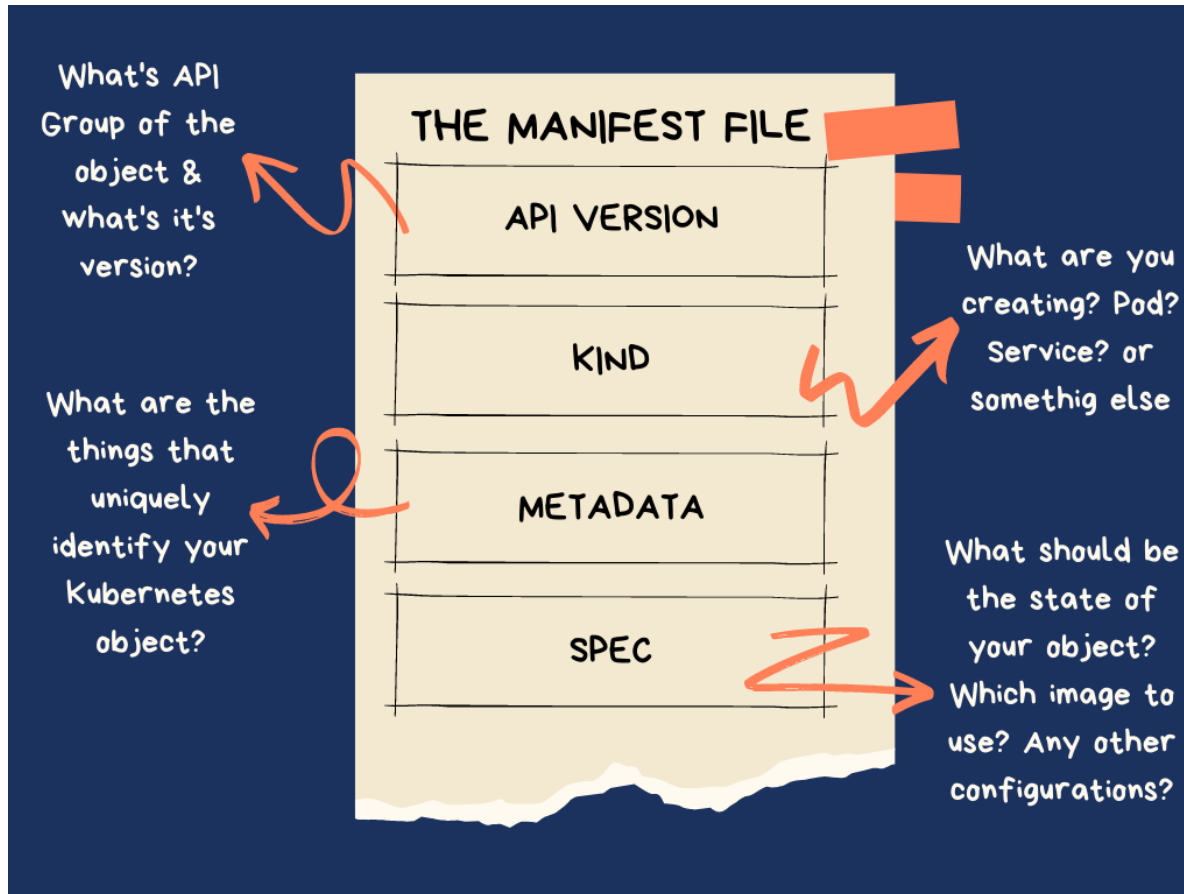 What's API
Group of the
object &
what's it's
version?
THE MANIFEST FILE
API VERSION
KIND
What are you
creating? Pod?
Service? or
somethig else
What are the
things that
uniquely
identify your
Kubernetes
object?
METADATA
SPEC
What should be
the state of
your object?
Which image to
use? Any other
configurations?